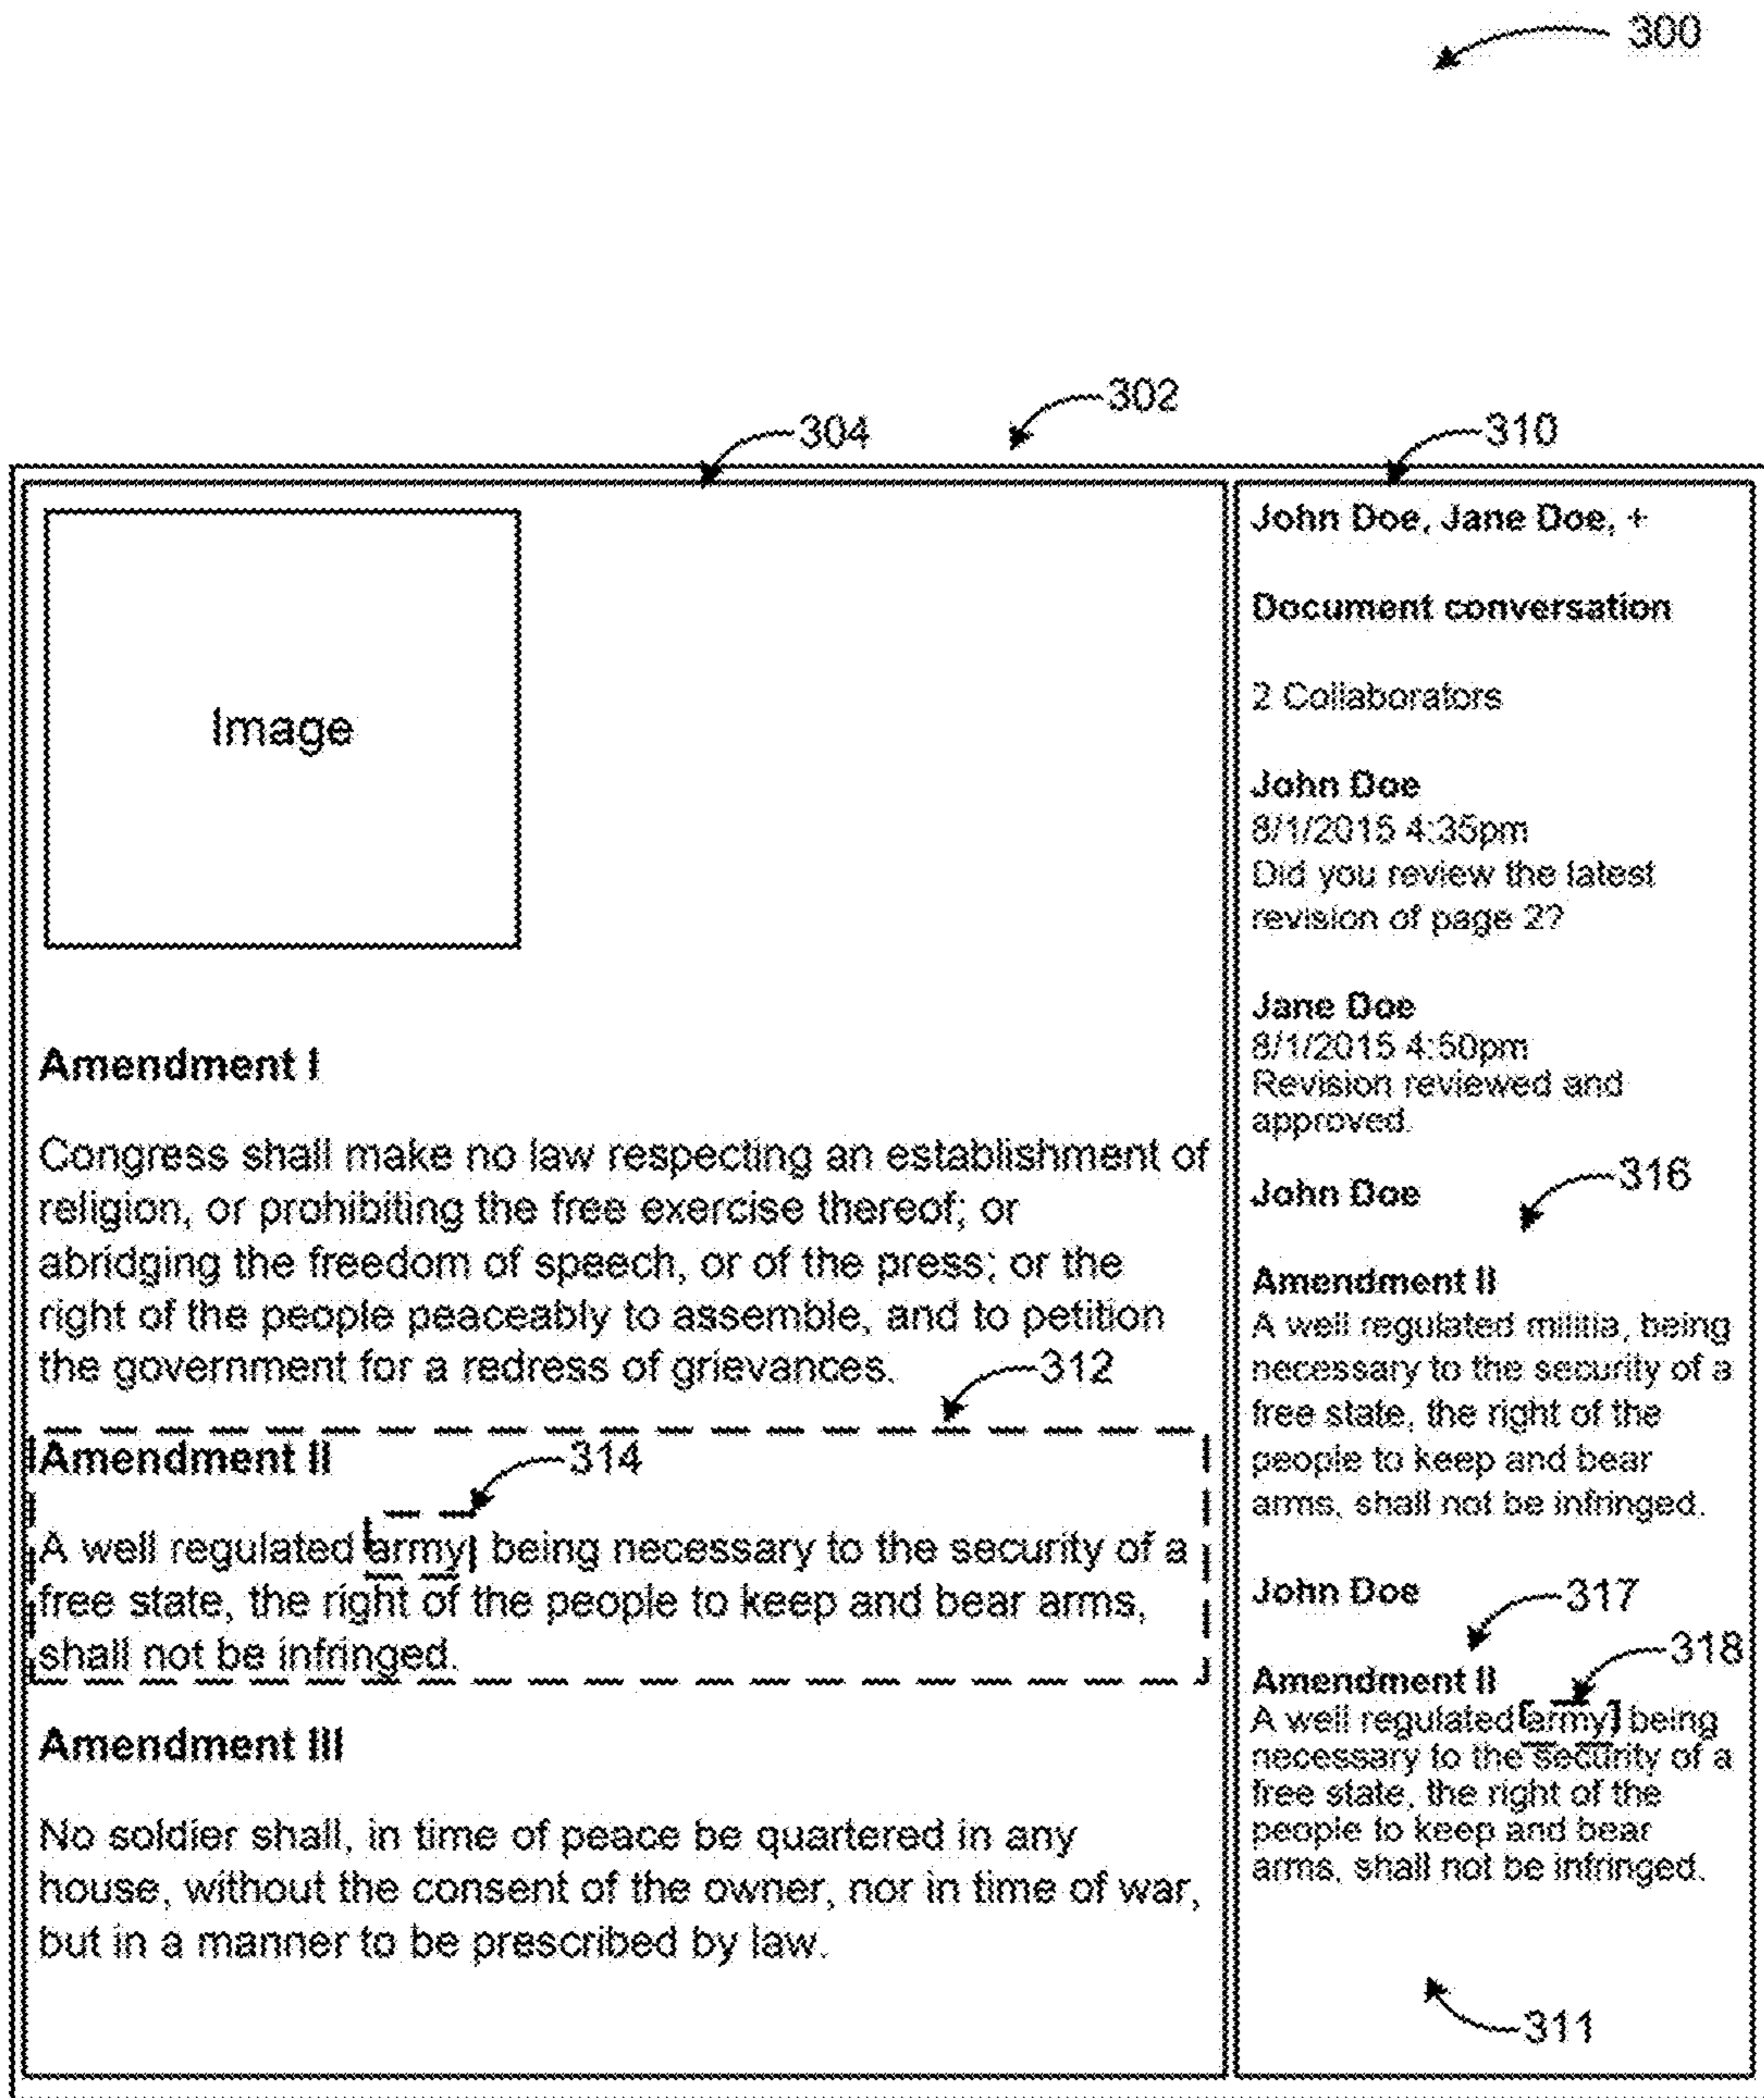 300
302
304
310
Image
Amendment I
Congress shall make no law respecting an establishment of
religion, or prohibiting the free exercise thereof; or
abridging the freedom of speech, or of the press; or the
right of the people peaceably to assemble, and to petition
the government for a redress of grievances.
312
Amendment II
314
A well regulated army, being necessary to the security of a
free state, the right of the people to keep and bear arms,
shall not be infringed.
Amendment III
No soldier shall, in time of peace be quartered in any
house, without the consent of the owner, nor in time of war,
but in a manner to be prescribed by law.
John Doe, Jane Doe, +
Document conversation
2 Collaborators
John Doe
8/1/2015 4:35pm
Did you review the latest
revision of page 2?
Jane Doe
8/1/2015 4:50pm
Revision reviewed and
approved.
John Doe
316
Amendment II
A well regulated militia, being
necessary to the security of a
free state, the right of the
people to keep and bear
arms, shall not be infringed.
John Doe
317
318
Amendment II
A well regulated army, being
necessary to the security of a
free state, the right of the
people to keep and bear
arms, shall not be infringed.
311